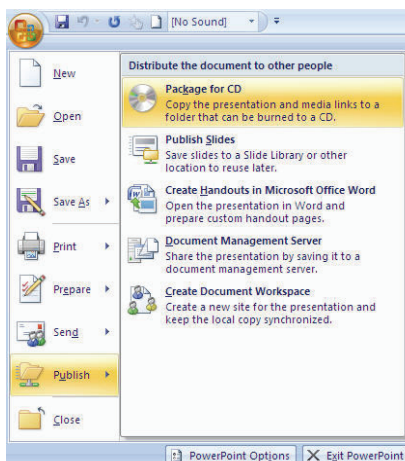 [No Sound]
New
Open
Save
Save As
Print
Prepare
Send
Publish
Close
Distribute the document to other people
Package for CD
Copy the presentation and media links to a
folder that can be burned to a CD.
Publish Slides
Save slides to a Slide Library or other
location to reuse later.
Create Handouts in Microsoft Office Word
Open the presentation in Word and
prepare custom handout pages.
Document Management Server
Share the presentation by saving it to a
document management server.
Create Document Workspace
Create a new site for the presentation and
keep the local copy synchronized.
PowerPoint Options
Exit PowerPoint